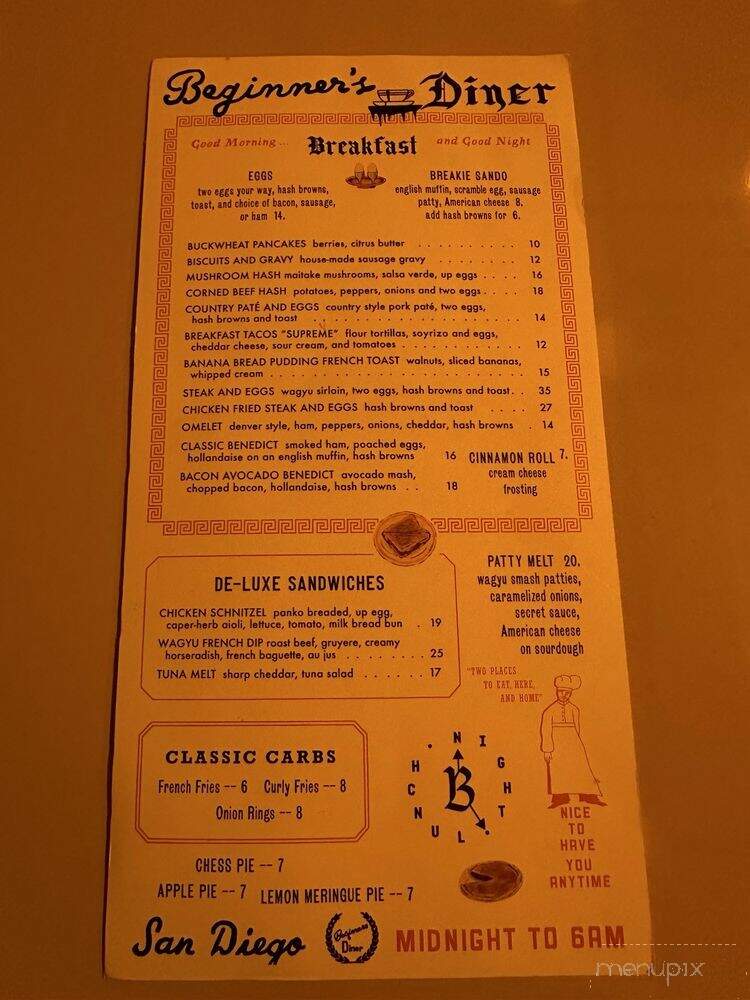 Beginner's Diner
Good Morning... Breakfast and Good Night
EGGS
two eggs your way, hash browns,
toast, and choice of bacon, sausage,
or ham 14.
BREAKIE SANDO
english muffin, scramble egg, sausage
patty, American cheese 8.
add hash browns for 6.
BUCKWHEAT PANCAKES berries, citrus butter . . . . . . . . . . 10
BISCUITS AND GRAVY house-made sausage gravy . . . . . . . . . 12
MUSHROOM HASH maitake mushrooms, salsa verde, up eggs . . . . 16
CORNED BEEF HASH potatoes, peppers, onions and two eggs . . . . 18
COUNTRY PATÉ AND EGGS country style pork paté, two eggs,
hash browns and toast . . . . . . . . . . . . . . . . . . . . 14
BREAKFAST TACOS "SUPREME" flour tortillas, soyrizo and eggs,
cheddar cheese, sour cream, and tomatoes . . . . . . . . . . . 12
BANANA BREAD PUDDING FRENCH TOAST walnuts, sliced bananas,
whipped cream . . . . . . . . . . . . . . . . . . . . . . . . 15
STEAK AND EGGS wagyu sirloin, two eggs, hash browns and toast . . 35
CHICKEN FRIED STEAK AND EGGS hash browns and toast . . . . 27
OMELET denver style, ham, peppers, onions, cheddar, hash browns . 14
CLASSIC BENEDICT smoked ham, poached eggs,
hollandaise on an english muffin, hash browns 16
BACON AVOCADO BENEDICT avocado mash,
chopped bacon, hollandaise, hash browns . . 18
CINNAMON ROLL 7.
cream cheese
frosting
DE-LUXE SANDWICHES
CHICKEN SCHNITZEL panko breaded, up egg,
caper-herb aioli, lettuce, tomato, milk bread bun . 19
WAGYU FRENCH DIP roast beef, gruyere, creamy
horseradish, french baguette, au jus . . . . . . . . 25
TUNA MELT sharp cheddar, tuna salad . . . . . . 17
PATTY MELT 20.
wagyu smash patties,
caramelized onions,
secret sauce,
American cheese
on sourdough
"TWO PLACES
TO EAT, HERE,
AND HOME"
CLASSIC CARBS
French Fries -- 6 Curly Fries -- 8
Onion Rings -- 8
NIGHT
LUNCH
B
NICE
TO
HAVE
YOU
ANYTIME
CHESS PIE -- 7
APPLE PIE -- 7 LEMON MERINGUE PIE -- 7
San Diego
Beginner's
Diner
MIDNIGHT TO 6AM
menupix